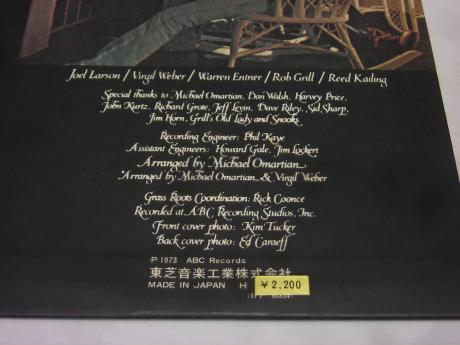 Joel Larson / Virgil Weber / Warren Entner / Rob Grill / Reed Kailing
Special thanks to Michael Omartian, Dan Walsh, Harvey Price,
John Kurtz, Richard Grote, Jeff Levin, Dave Riley, Sid Sharp,
Jim Horn, Grill's Old Lady and Snooks
Recording Engineer: Phil Kaye
Assistant Engineers: Howard Gale, Jim Lockert
Arranged by Michael Omartian
*Arranged by Michael Omartian & Virgil Weber
Grass Roots Coordination: Rick Coonce
Recorded at ABC Recording Studios, Inc.
Front cover photo: Kim Tucker
Back cover photo: Ed Caraeff
P 1973 ABC Records
東芝音楽工業株式会社
MADE IN JAPAN H
¥2,200